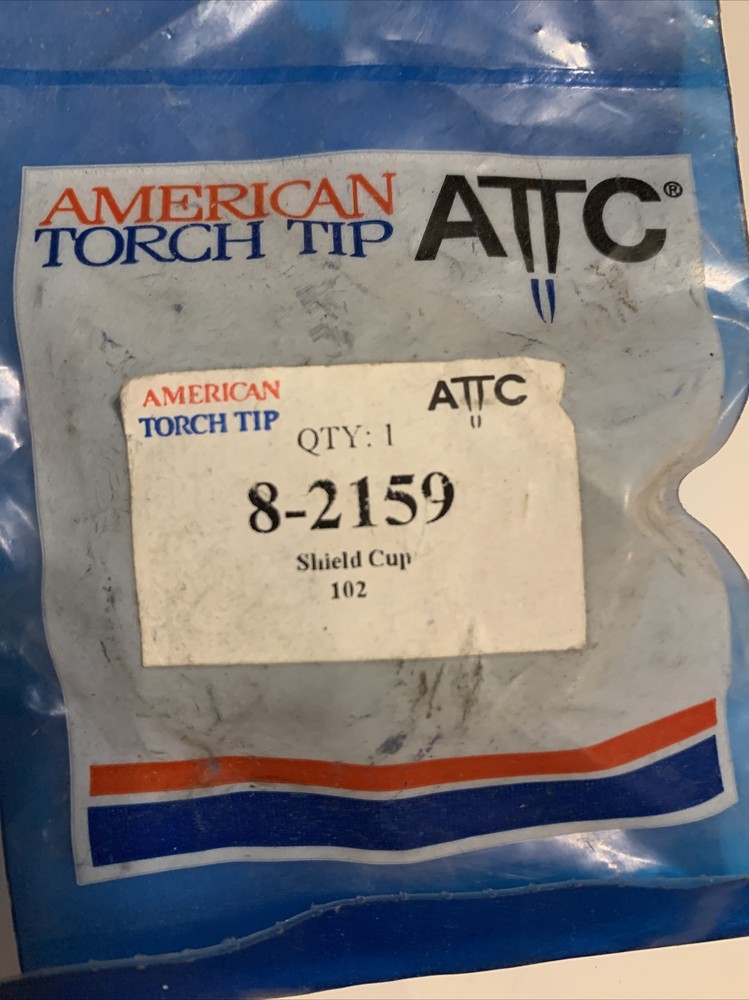 AMERICAN
TORCH TIP
ATTC®
AMERICAN
TORCH TIP
ATTC
QTY: 1
8-2159
Shield Cup
102